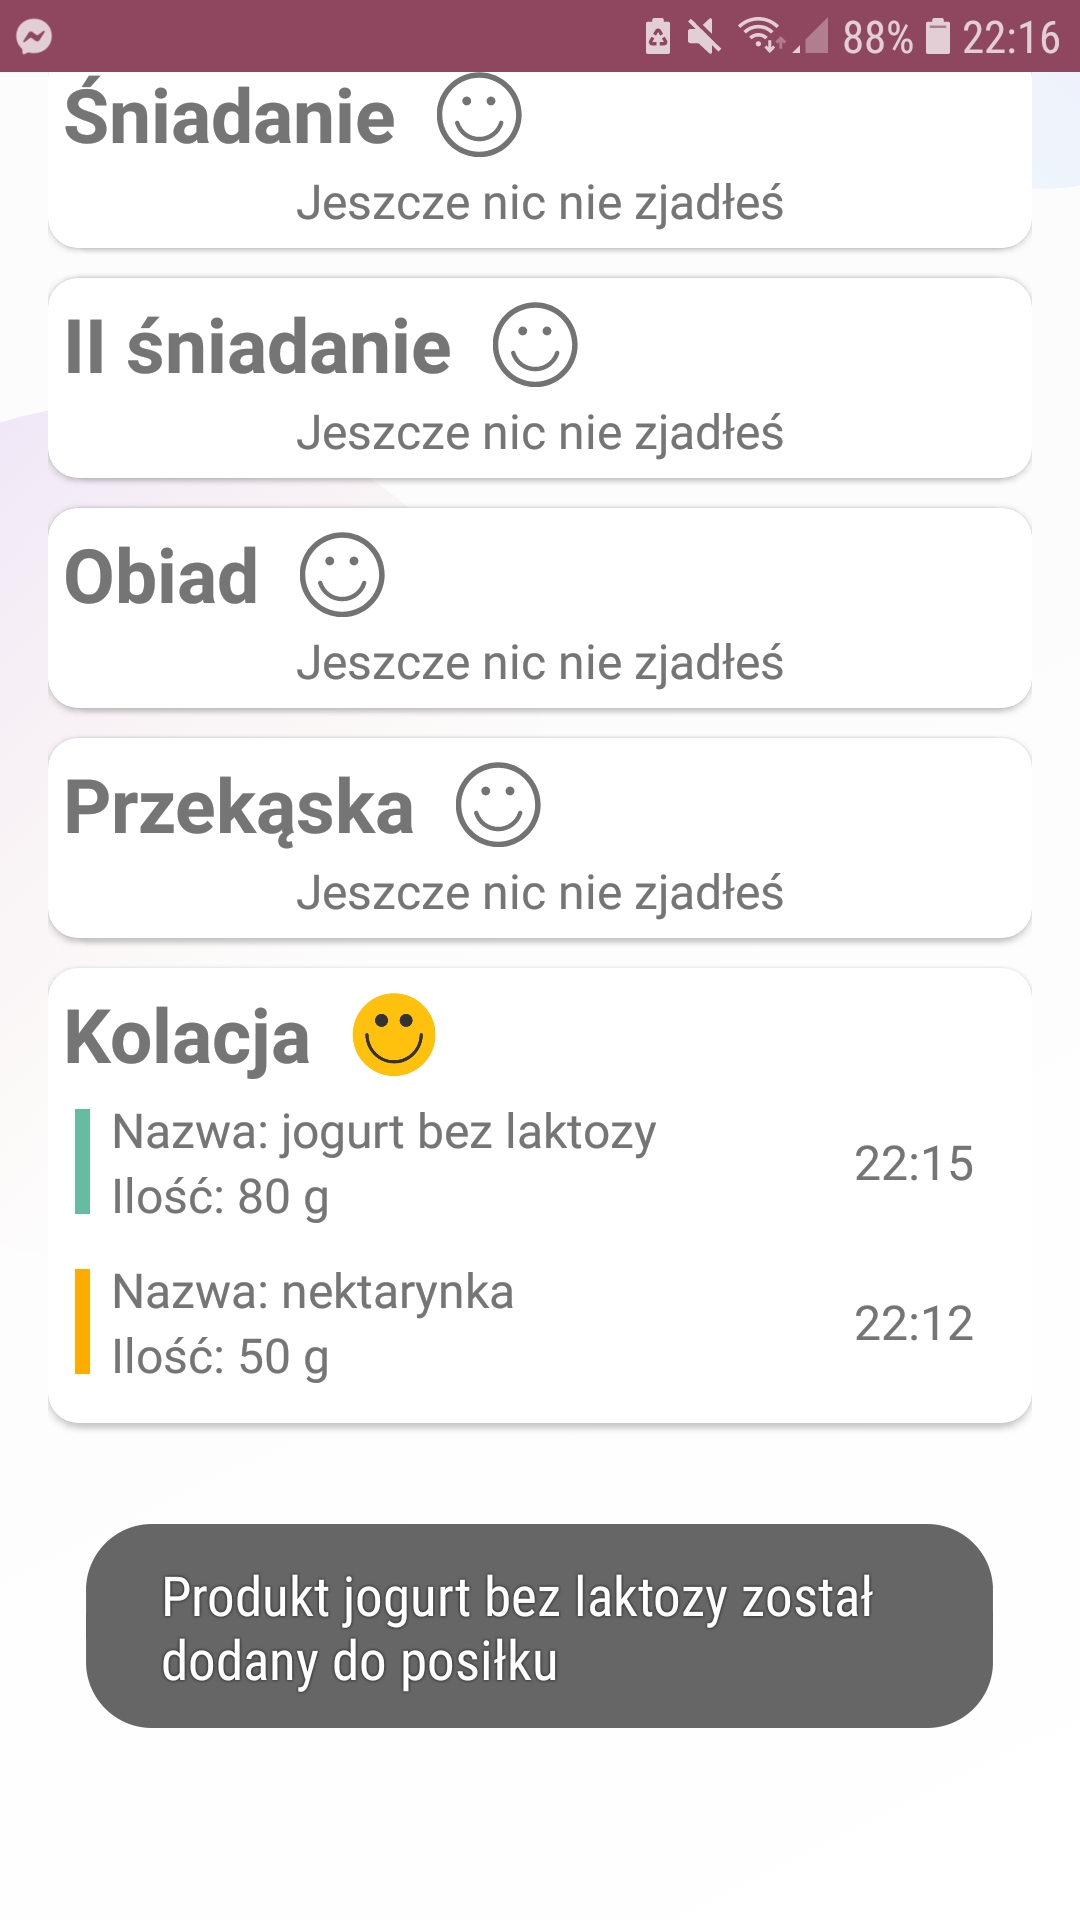 88% 22:16
Śniadanie
Jeszcze nic nie zjadłeś
II śniadanie
Jeszcze nic nie zjadłeś
Obiad
Jeszcze nic nie zjadłeś
Przekąska
Jeszcze nic nie zjadłeś
Kolacja
Nazwa: jogurt bez laktozy
Ilość: 80 g
22:15
Nazwa: nektarynka
Ilość: 50 g
22:12
Produkt jogurt bez laktozy został
dodany do posiłku